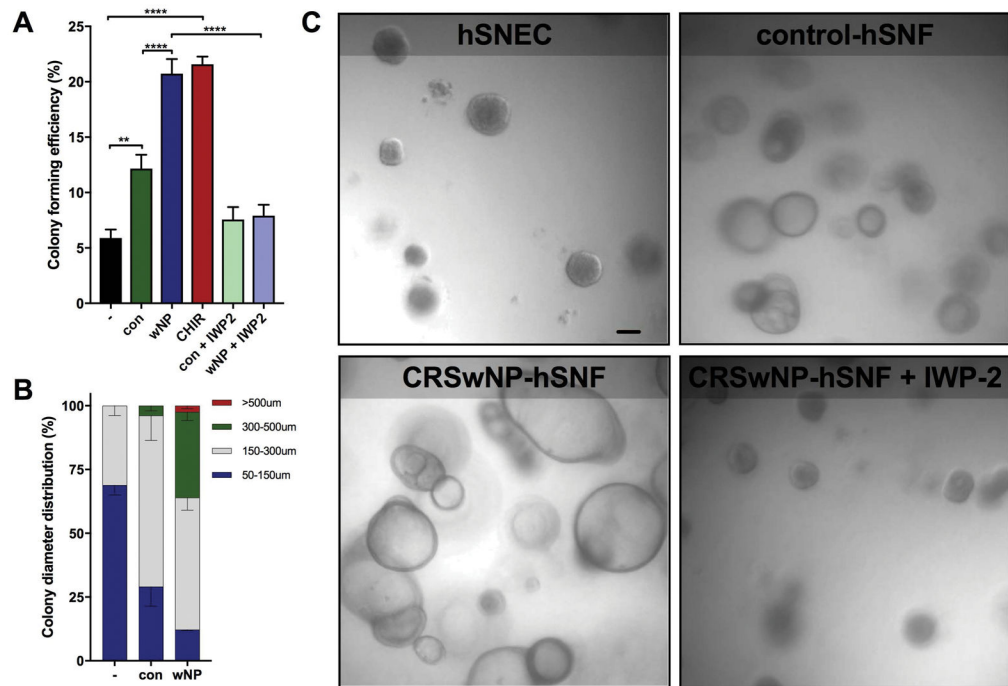 A
****
****
****
**
Colony forming efficiency (%)
25
20
15
10
5
0
-
con
wNP
CHIR
con + IWP2
wNP + IWP2
B
Colony diameter distribution (%)
100
75
50
25
0
-
con
wNP
>500um
300-500um
150-300um
50-150um
C
hSNEC
control-hSNF
CRSwNP-hSNF
CRSwNP-hSNF + IWP-2